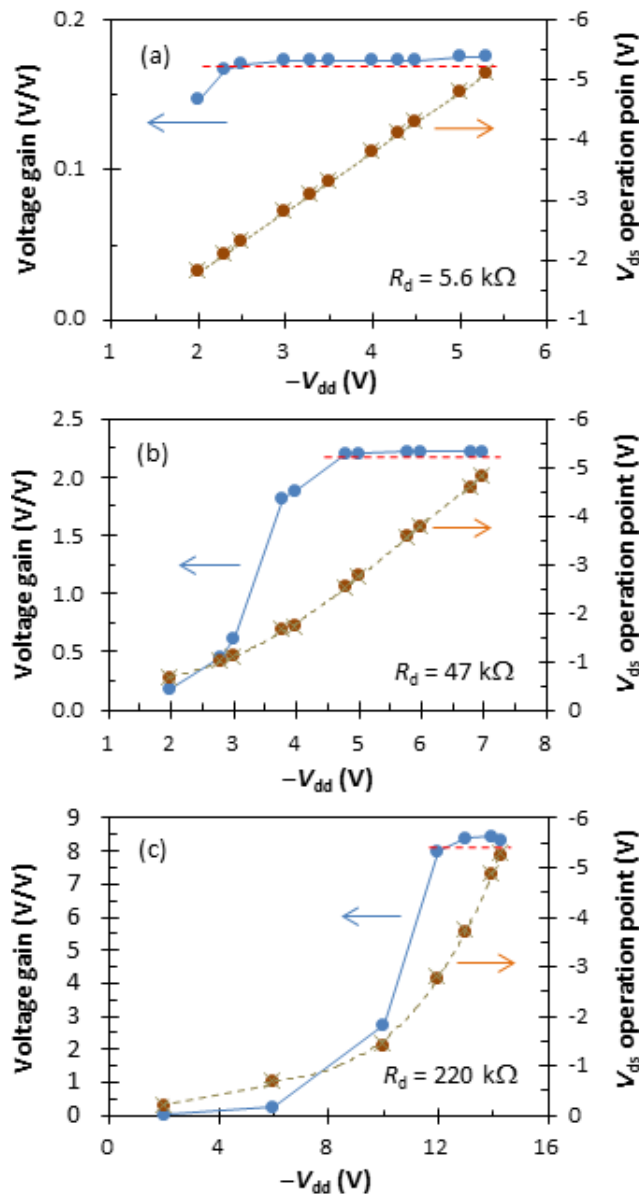 0.2
-6
(a)
-5
0.1
-4
-3
-2
0.0
-1
Rd = 5.6 kΩ
1 2 3 4 5 6
−Vdd (V)
Voltage gain (V/V)
Vds operation poin (V)
2.5
2.0
1.5
1.0
0.5
0.0
(b)
-6
-5
-4
-3
-2
-1
0
Rd = 47 kΩ
1 2 3 4 5 6 7 8
−Vdd (V)
Voltage gain (V/V)
Vds operation point (V)
9
8
7
6
5
4
3
2
1
0
(c)
-6
-5
-4
-3
-2
-1
0
Rd = 220 kΩ
0 4 8 12 16
−Vdd (V)
Voltage gain (V/V)
Vds operation point (V)